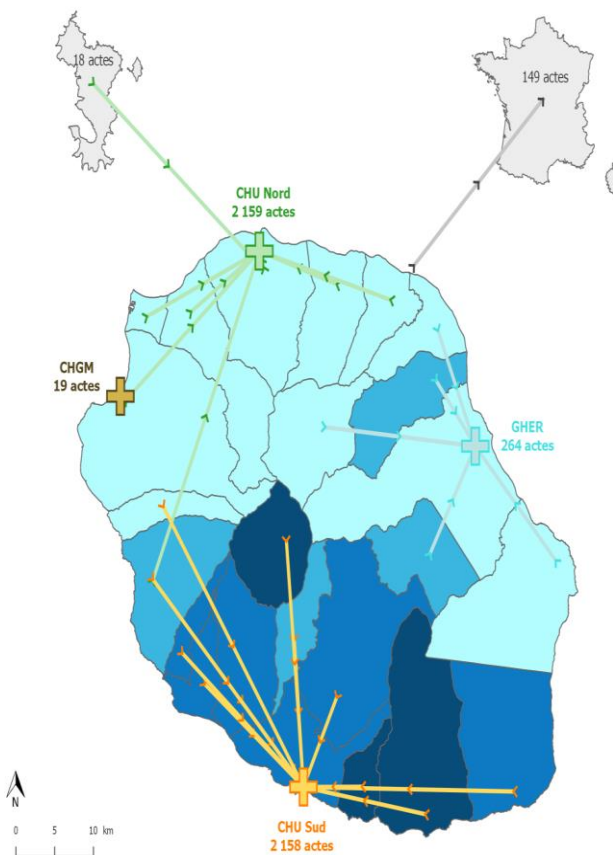 18 actes
149 actes
CHU Nord
2 159 actes
CHGM
19 actes
GHER
264 actes
N
0 5 10 km
CHU Sud
2 158 actes